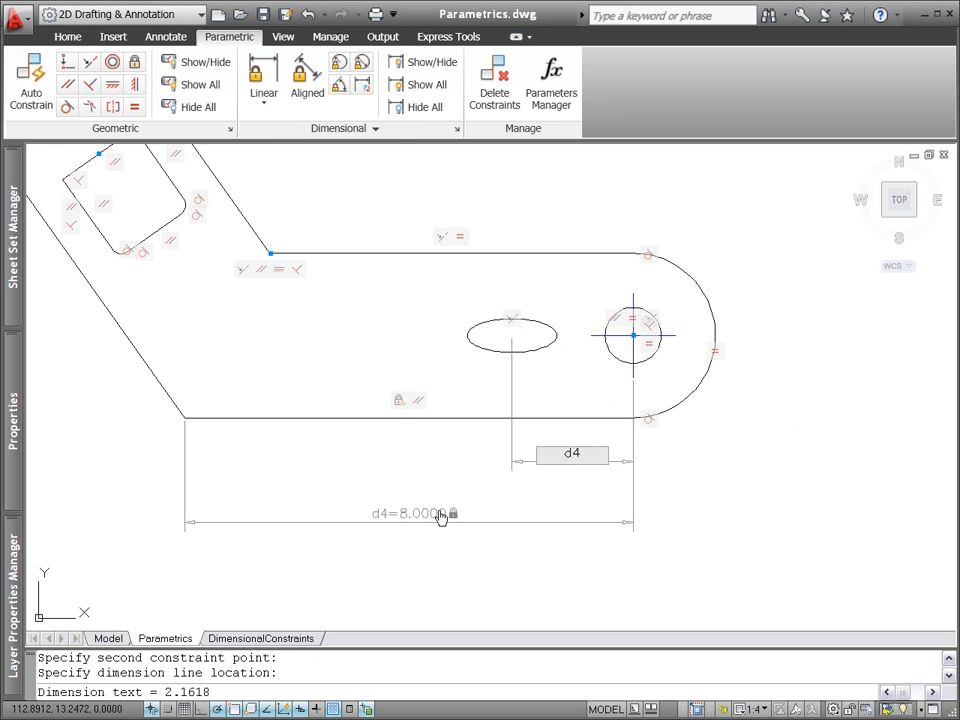 2D Drafting & Annotation
Parametrics.dwg
Type a keyword or phrase
Home Insert Annotate Parametric View Manage Output Express Tools
Auto Constrain
Show/Hide
Show All
Hide All
Geometric
Linear
Aligned
Show/Hide
Show All
Hide All
Dimensional
Delete Constraints
fx
Parameters Manager
Manage
Sheet Set Manager
Properties
Layer Properties Manager
N
W TOP E
S
WCS
d4
d4=8.000
Y
X
Model Parametrics DimensionalConstraints
Specify second constraint point:
Specify dimension line location:
Dimension text = 2.1618
112.8912, 13.2472, 0.0000
MODEL
1:4